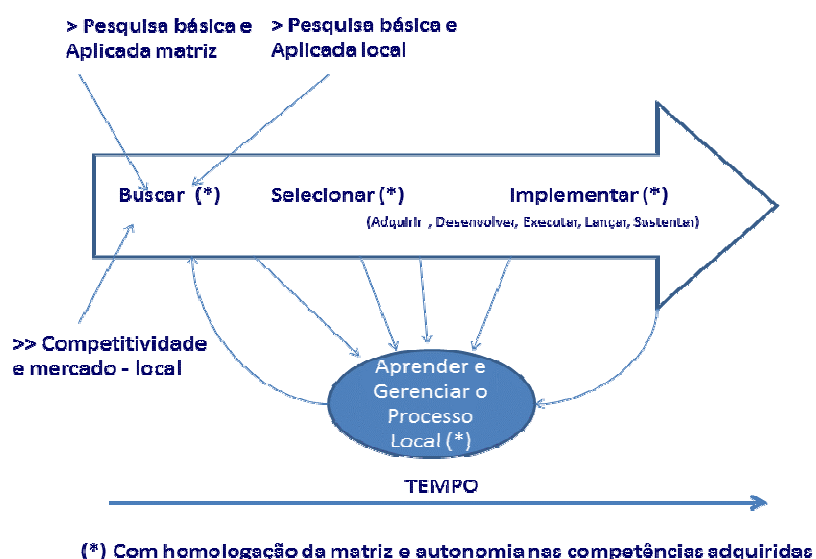 > Pesquisa básica e
Aplicada matriz
> Pesquisa básica e
Aplicada local
Buscar (*)
Selecionar (*)
Implementar (*)
(Adquirir , Desenvolver, Executar, Lançar, Sustentar)
>> Competitividade
e mercado - local
Aprender e
Gerenciar o
Processo
Local (*)
TEMPO
(*) Com homologação da matriz e autonomia nas competências adquiridas